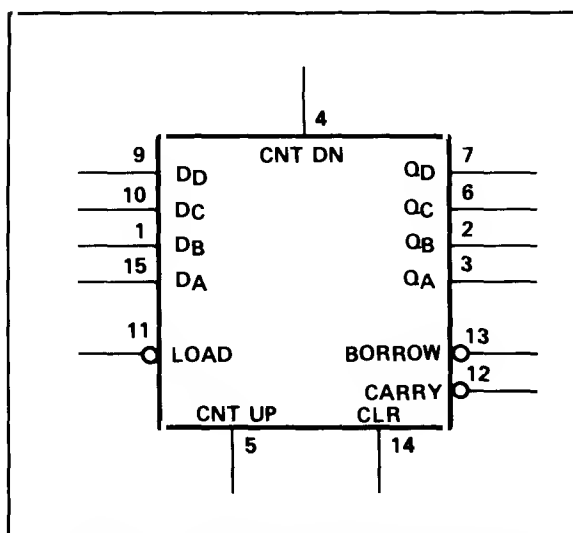 4
CNT DN
9 DD QD 7
10 DC QC 6
1 DB QB 2
15 DA QA 3
11 LOAD BORROW 13
CARRY 12
CNT UP CLR
5 14